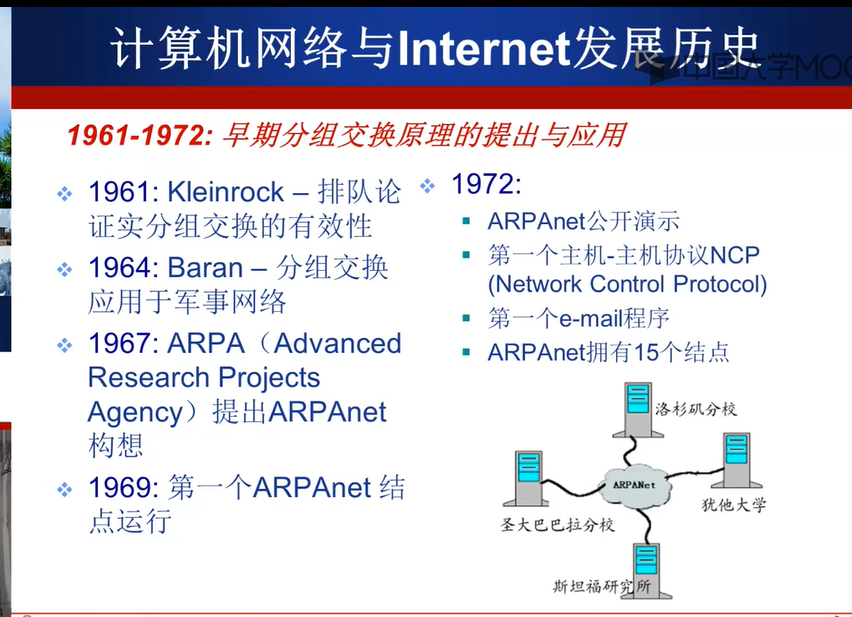 计算机网络与Internet发展历史
中国大学MOO
1961-1972: 早期分组交换原理的提出与应用
1961: Kleinrock – 排队论
证实分组交换的有效性
1964: Baran – 分组交换
应用于军事网络
1967: ARPA（Advanced
Research Projects
Agency）提出ARPAnet
构想
1969: 第一个ARPAnet 结
点运行
1972:
ARPAnet公开演示
第一个主机-主机协议NCP
(Network Control Protocol)
第一个e-mail程序
ARPAnet拥有15个结点
洛杉矶分校
ARPANet
犹他大学
圣大巴巴拉分校
斯坦福研究所